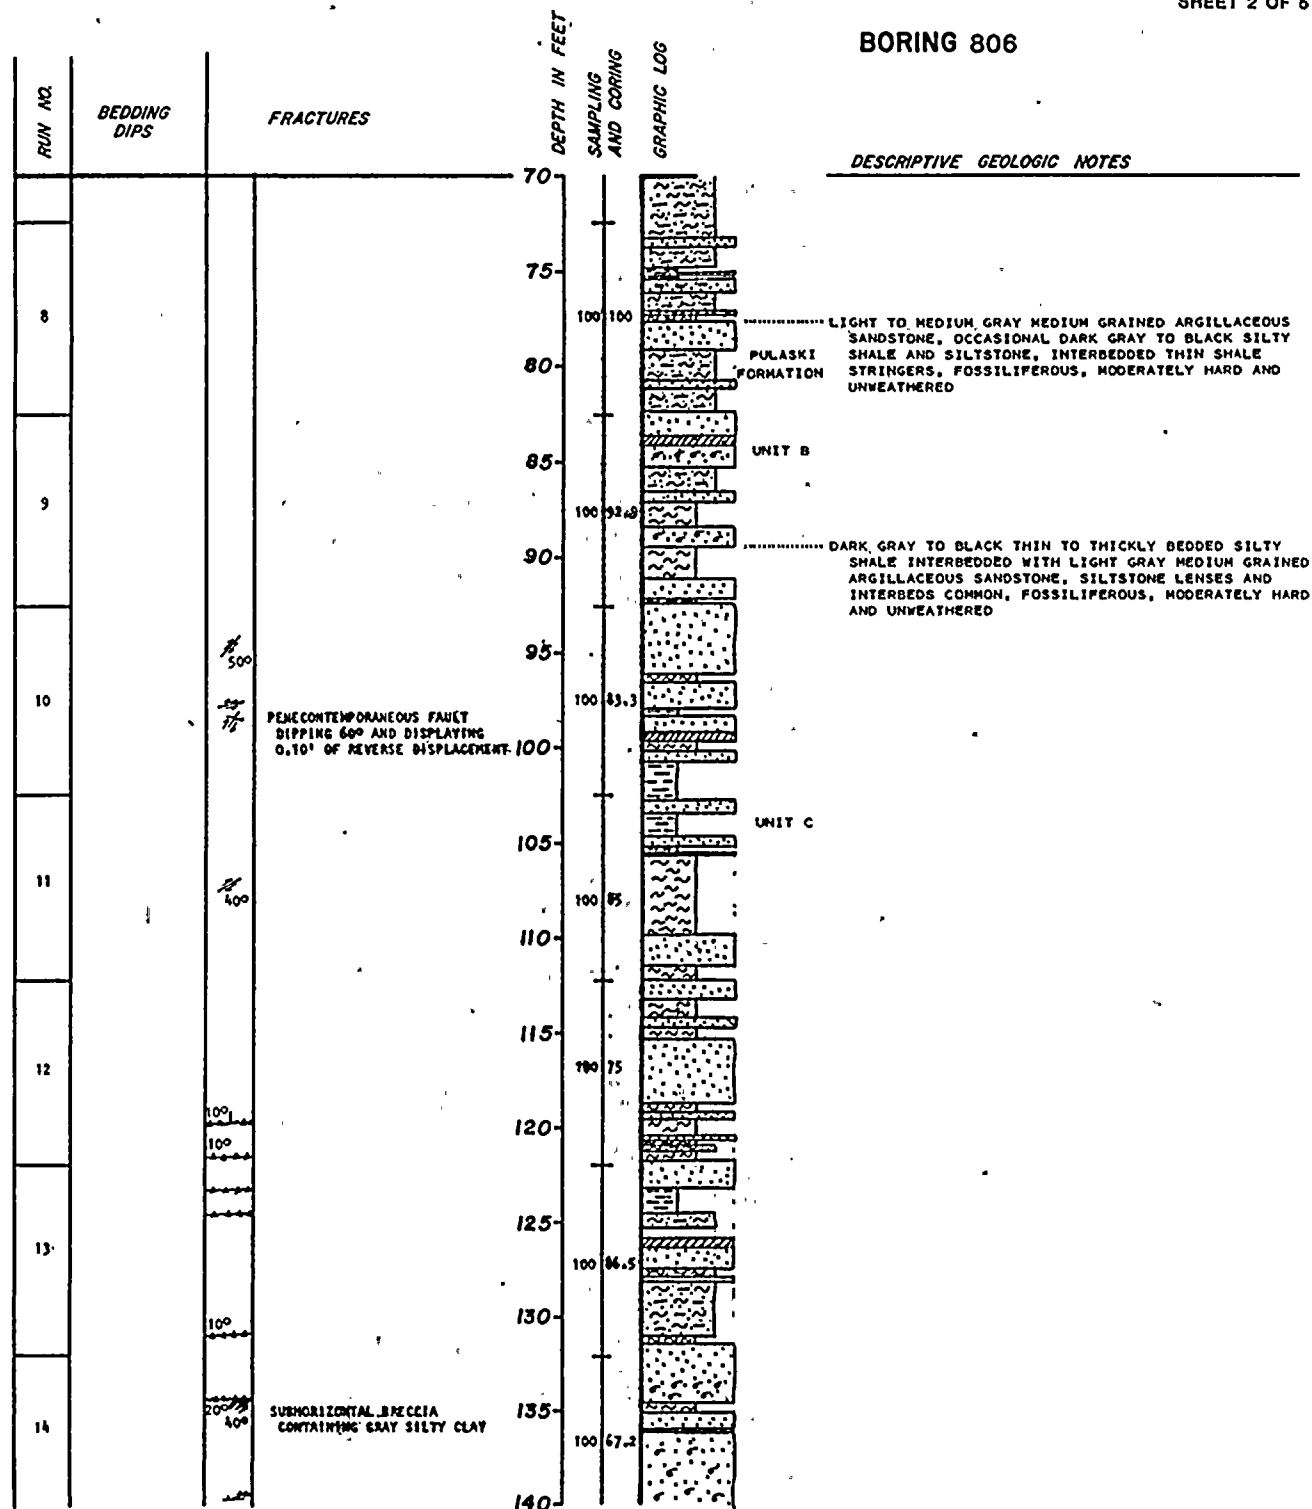 SHEET 2 OF
BORING 806
RUN NO.
BEDDING
DIPS
FRACTURES
DEPTH IN FEET
SAMPLING
AND CORING
GRAPHIC LOG
DESCRIPTIVE GEOLOGIC NOTES
70
75
8
100 100
LIGHT TO MEDIUM GRAY MEDIUM GRAINED ARGILLACEOUS
SANDSTONE, OCCASIONAL DARK GRAY TO BLACK SILTY
SHALE AND SILTSTONE, INTERBEDDED THIN SHALE
STRINGERS, FOSSILIFEROUS, MODERATELY HARD AND
UNWEATHERED
PULASKI
FORMATION
80
UNIT B
85
9
100 92.9
DARK GRAY TO BLACK THIN TO THICKLY BEDDED SILTY
SHALE INTERBEDDED WITH LIGHT GRAY MEDIUM GRAINED
ARGILLACEOUS SANDSTONE, SILTSTONE LENSES AND
INTERBEDS COMMON, FOSSILIFEROUS, MODERATELY HARD
AND UNWEATHERED
90
95
50°
10
100 83.3
PENECONTEMPORANEOUS FAULT
DIPPING 60° AND DISPLAYING
0.10' OF REVERSE DISPLACEMENT
100
UNIT C
105
11
40°
100 85
110
115
12
100 75
10°
120
10°
125
13
100 86.5
130
10°
135
20°
40°
SUBHORIZONTAL BRECCIA
CONTAINING GRAY SILTY CLAY
14
100 67.2
140